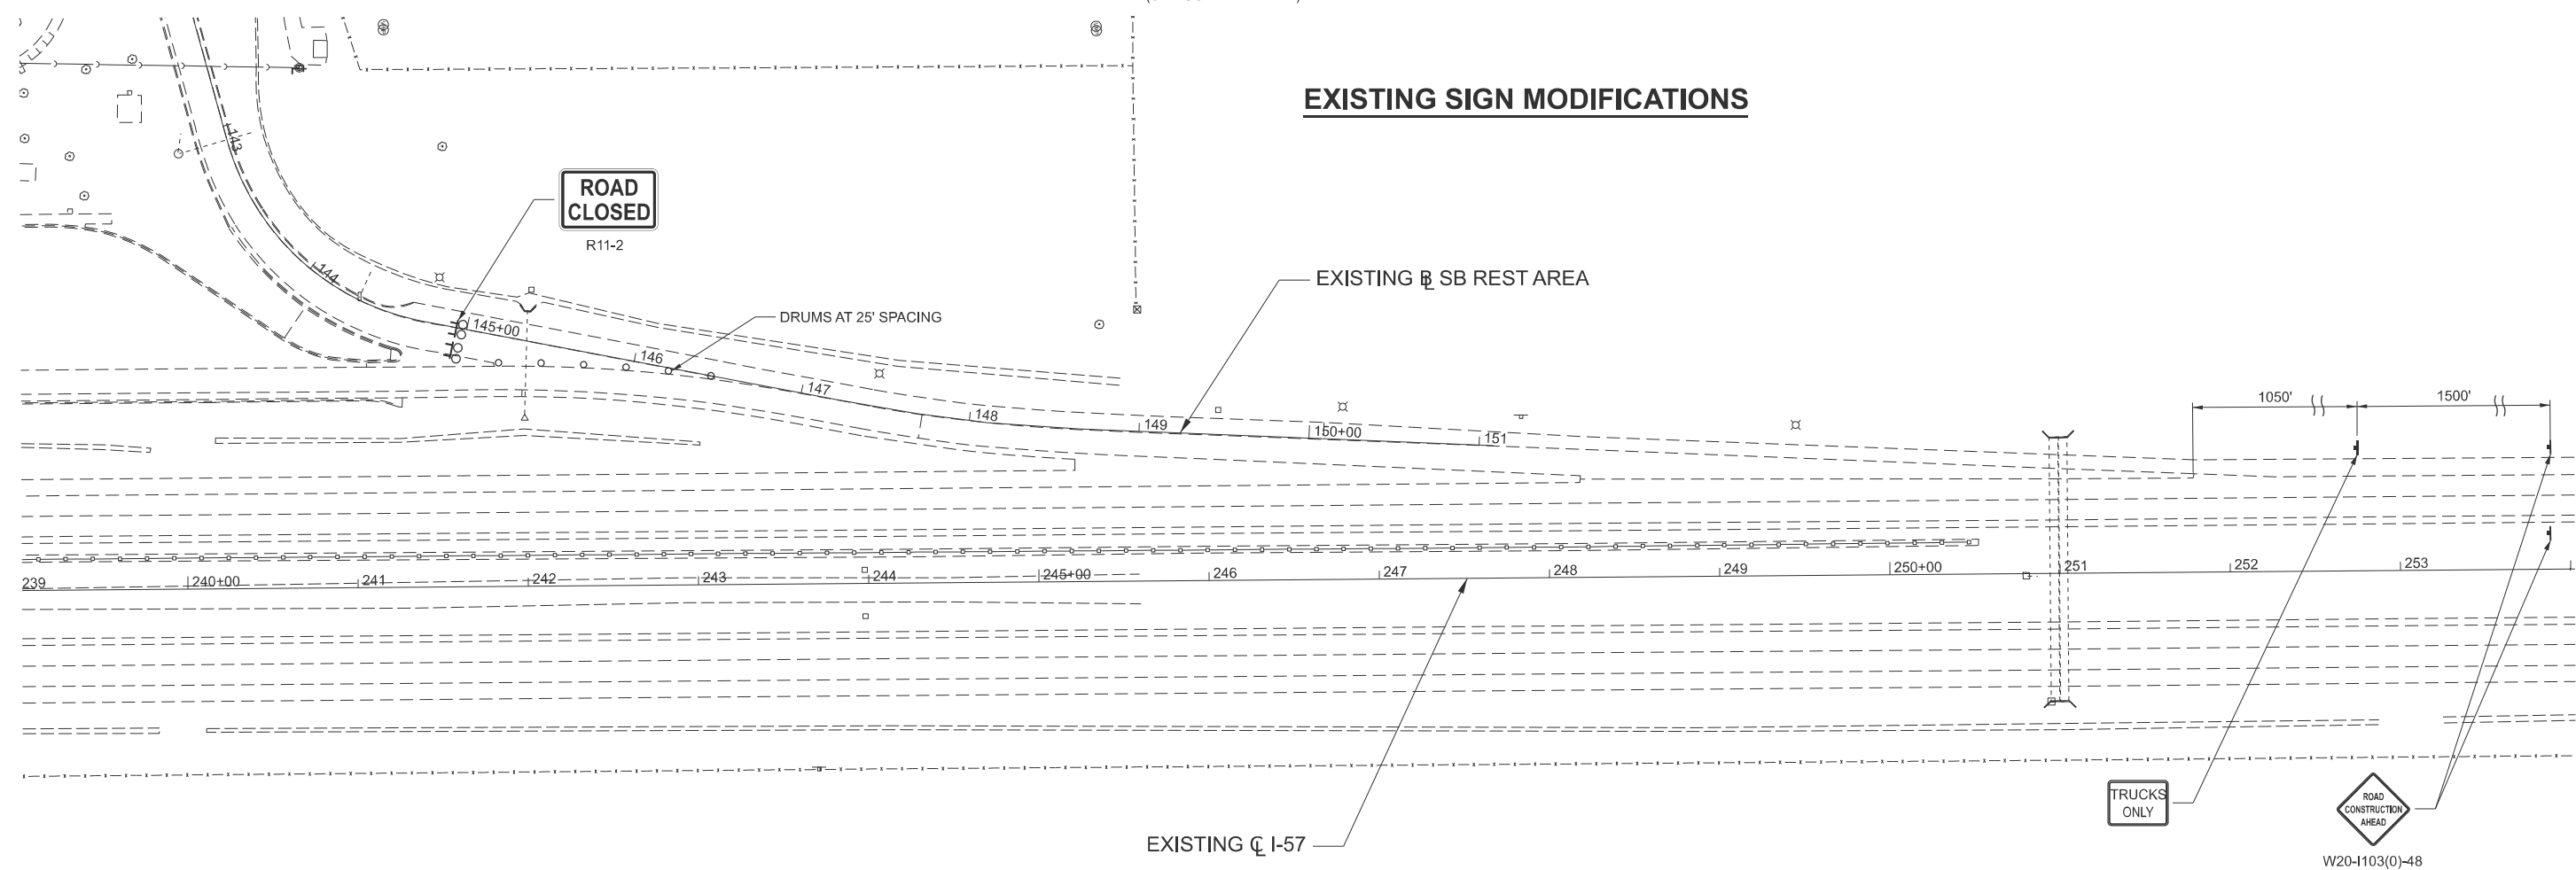 EXISTING SIGN MODIFICATIONS
143
ROAD
CLOSED
R11-2
144
EXISTING B̵L SB REST AREA
145+00
DRUMS AT 25' SPACING
146
147
148
149
150+00
151
1050'
1500'
239
240+00
241
242
243
244
245+00
246
247
248
249
250+00
251
252
253
TRUCKS
ONLY
ROAD
CONSTRUCTION
AHEAD
EXISTING ℄ I-57
W20-I103(0)-48